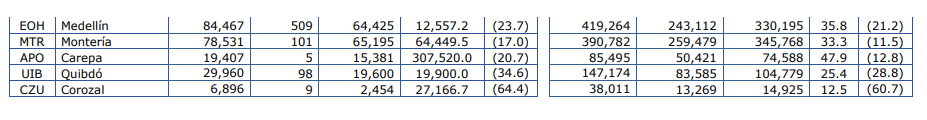 EOH Medellín 84,467 509 64,425 12,557.2 (23.7) 419,264 243,112 330,195 35.8 (21.2)
MTR Montería 78,531 101 65,195 64,449.5 (17.0) 390,782 259,479 345,768 33.3 (11.5)
APO Carepa 19,407 5 15,381 307,520.0 (20.7) 85,495 50,421 74,588 47.9 (12.8)
UIB Quibdó 29,960 98 19,600 19,900.0 (34.6) 147,174 83,585 104,779 25.4 (28.8)
CZU Corozal 6,896 9 2,454 27,166.7 (64.4) 38,011 13,269 14,925 12.5 (60.7)